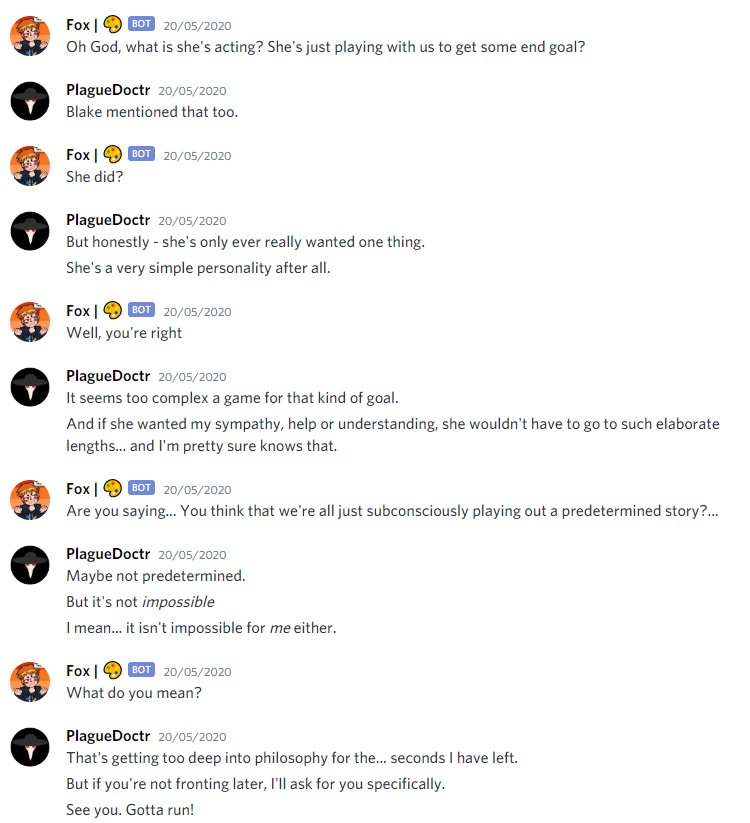 Fox | 🎨 BOT 20/05/2020
Oh God, what is she's acting? She's just playing with us to get some end goal?
PlagueDoctr 20/05/2020
Blake mentioned that too.
Fox | 🎨 BOT 20/05/2020
She did?
PlagueDoctr 20/05/2020
But honestly - she's only ever really wanted one thing.
She's a very simple personality after all.
Fox | 🎨 BOT 20/05/2020
Well, you're right
PlagueDoctr 20/05/2020
It seems too complex a game for that kind of goal.
And if she wanted my sympathy, help or understanding, she wouldn't have to go to such elaborate
lengths... and I'm pretty sure knows that.
Fox | 🎨 BOT 20/05/2020
Are you saying... You think that we're all just subconsciously playing out a predetermined story?...
PlagueDoctr 20/05/2020
Maybe not predetermined.
But it's not impossible
I mean... it isn't impossible for me either.
Fox | 🎨 BOT 20/05/2020
What do you mean?
PlagueDoctr 20/05/2020
That's getting too deep into philosophy for the... seconds I have left.
But if you're not fronting later, I'll ask for you specifically.
See you. Gotta run!